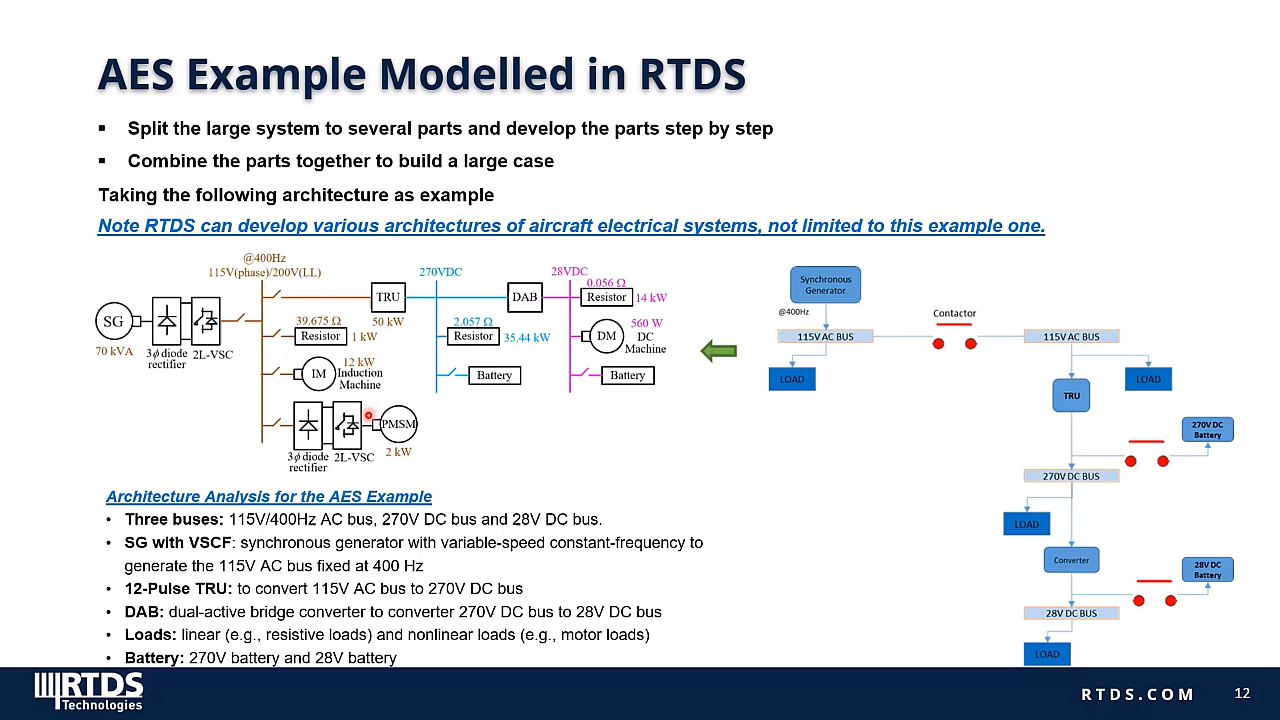 AES Example Modelled in RTDS
▪ Split the large system to several parts and develop the parts step by step
▪ Combine the parts together to build a large case
Taking the following architecture as example
Note RTDS can develop various architectures of aircraft electrical systems, not limited to this example one.
@400Hz
115V(phase)/200V(LL)
270VDC
28VDC
SG
70 kVA
3ϕ diode
rectifier
2L-VSC
TRU
50 kW
DAB
0.056 Ω
Resistor
14 kW
39.675 Ω
Resistor
1 kW
2.057 Ω
Resistor
35.44 kW
DM
560 W
DC
Machine
IM
12 kW
Induction
Machine
Battery
Battery
PMSM
2 kW
3ϕ diode
rectifier
2L-VSC
Synchronous
Generator
@400Hz
115V AC BUS
Contactor
115V AC BUS
LOAD
LOAD
TRU
270V DC
Battery
270V DC BUS
LOAD
Converter
28V DC
Battery
28V DC BUS
LOAD
Architecture Analysis for the AES Example
• Three buses: 115V/400Hz AC bus, 270V DC bus and 28V DC bus.
• SG with VSCF: synchronous generator with variable-speed constant-frequency to
generate the 115V AC bus fixed at 400 Hz
• 12-Pulse TRU: to convert 115V AC bus to 270V DC bus
• DAB: dual-active bridge converter to converter 270V DC bus to 28V DC bus
• Loads: linear (e.g., resistive loads) and nonlinear loads (e.g., motor loads)
• Battery: 270V battery and 28V battery
RTDS
Technologies
RTDS.COM
12